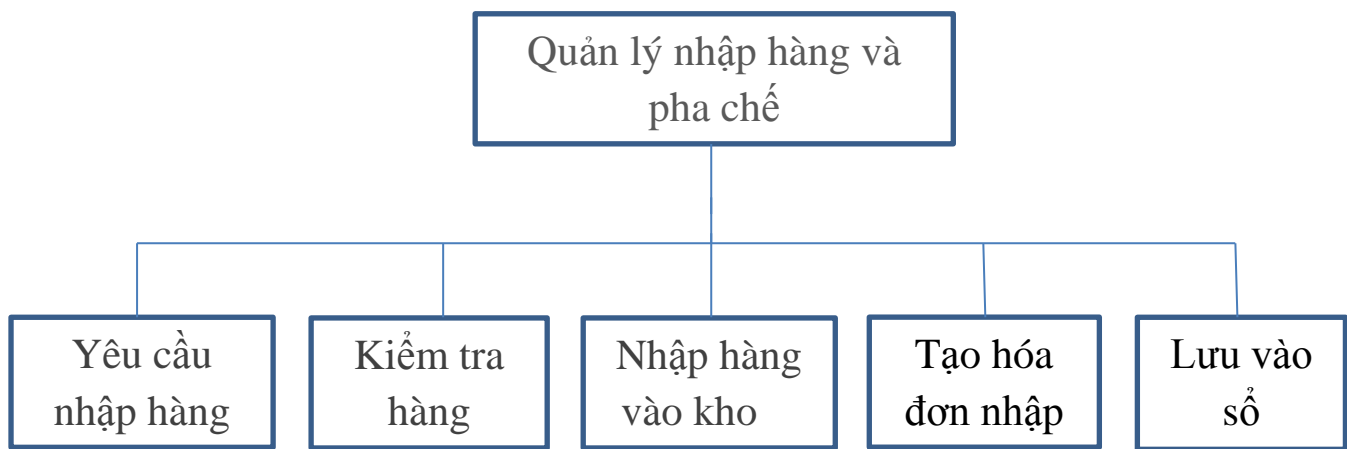 Quản lý nhập hàng và
pha chế
Yêu cầu
nhập hàng
Kiểm tra
hàng
Nhập hàng
vào kho
Tạo hóa
đơn nhập
Lưu vào
sổ